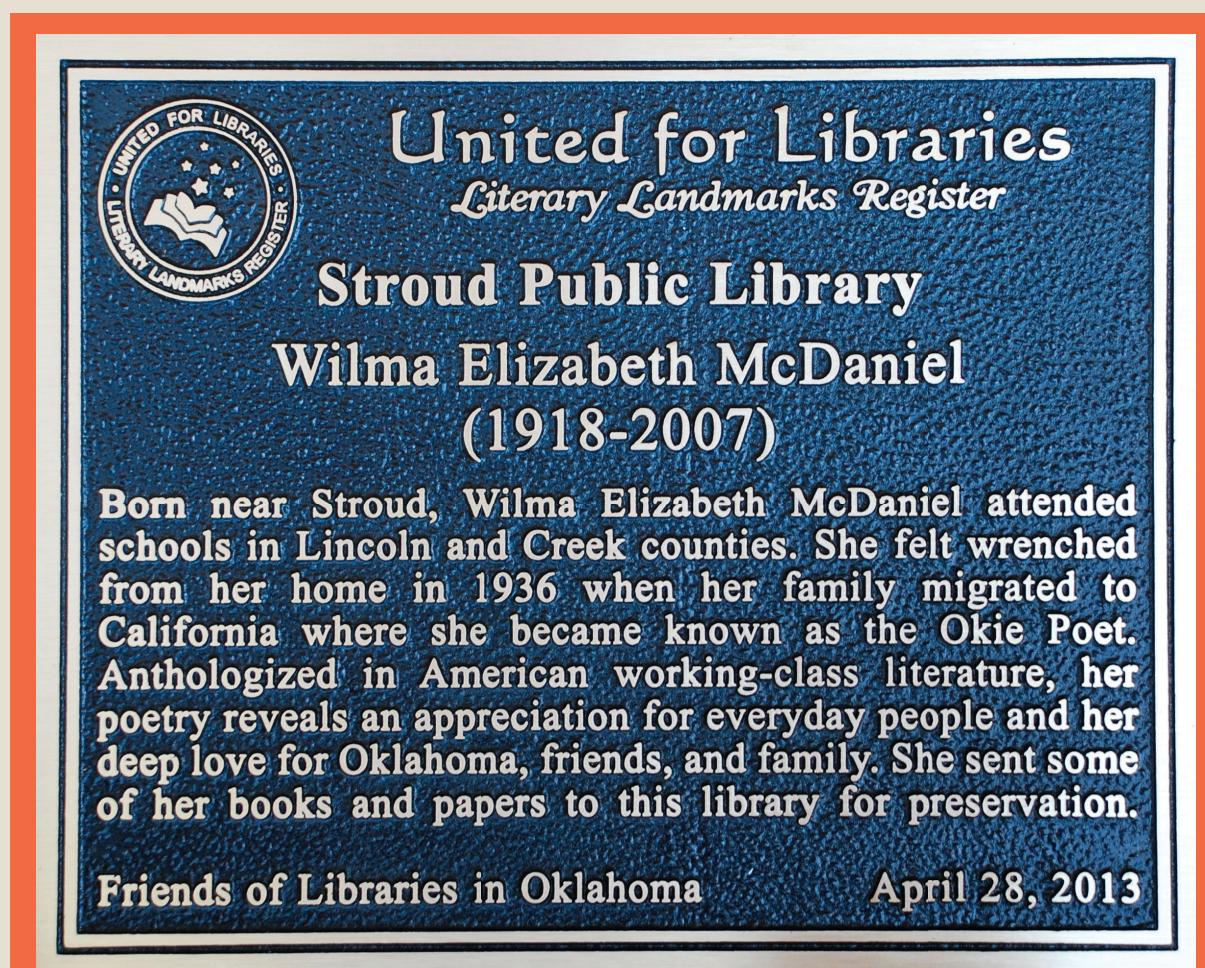 UNITED FOR LIBRARIES
LITERARY LANDMARKS REGISTER
United for Libraries
Literary Landmarks Register
Stroud Public Library
Wilma Elizabeth McDaniel
(1918-2007)
Born near Stroud, Wilma Elizabeth McDaniel attended
schools in Lincoln and Creek counties. She felt wrenched
from her home in 1936 when her family migrated to
California where she became known as the Okie Poet.
Anthologized in American working-class literature, her
poetry reveals an appreciation for everyday people and her
deep love for Oklahoma, friends, and family. She sent some
of her books and papers to this library for preservation.
Friends of Libraries in Oklahoma April 28, 2013